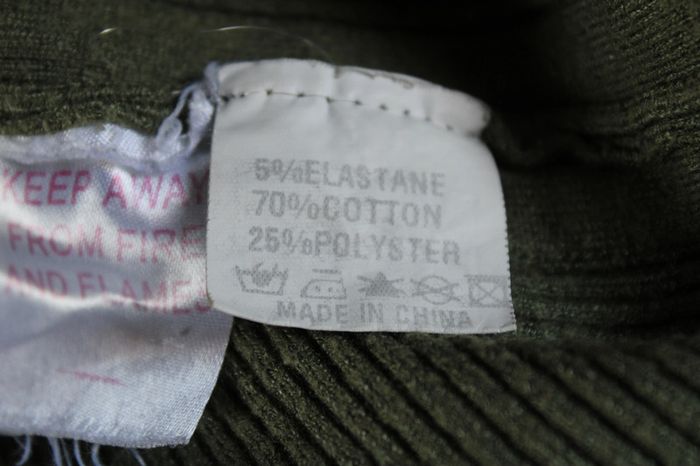 KEEP AWAY
FROM FIRE
AND FLAMES
5%ELASTANE
70%COTTON
25%POLYSTER
MADE IN CHINA